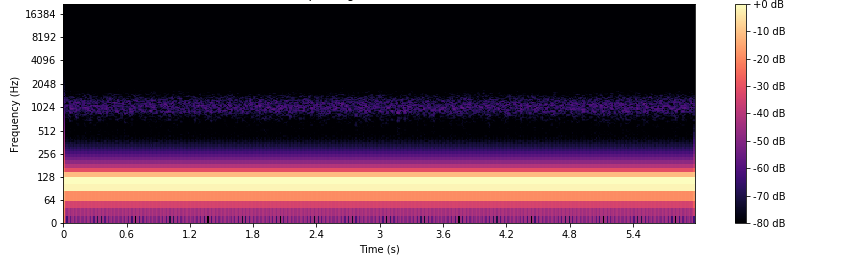 16384
8192
4096
2048
1024
512
256
128
64
0
Frequency (Hz)
0 0.6 1.2 1.8 2.4 3 3.6 4.2 4.8 5.4
Time (s)
+0 dB
-10 dB
-20 dB
-30 dB
-40 dB
-50 dB
-60 dB
-70 dB
-80 dB